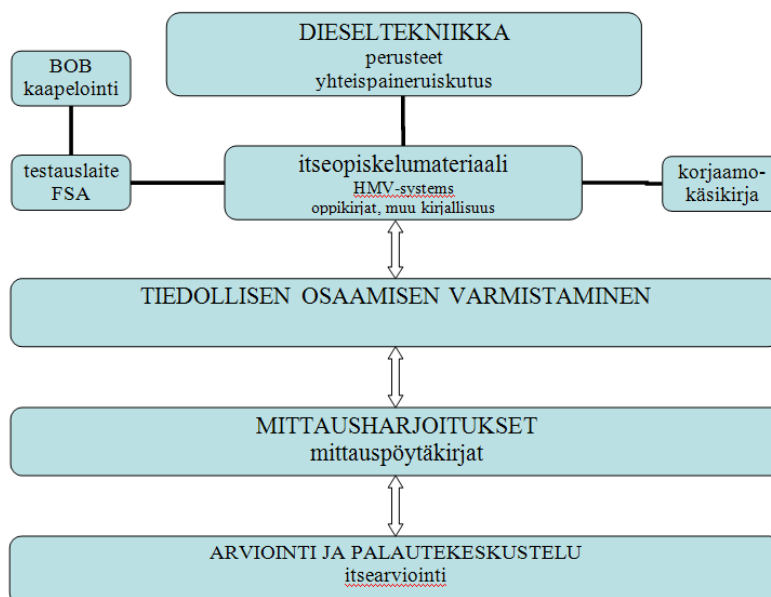 DIESELTEKNIIKKA
perusteet
yhteispaineruiskutus
BOB
kaapelointi
testauslaite
FSA
itseopiskelumateriaali
HMV-systems
oppikirjat, muu kirjallisuus
korjaamo-
käsikirja
TIEDOLLISEN OSAAMISEN VARMISTAMINEN
MITTAUSHARJOITUKSET
mittauspöytäkirjat
ARVIOINTI JA PALAUTEKESKUSTELU
itsearviointi